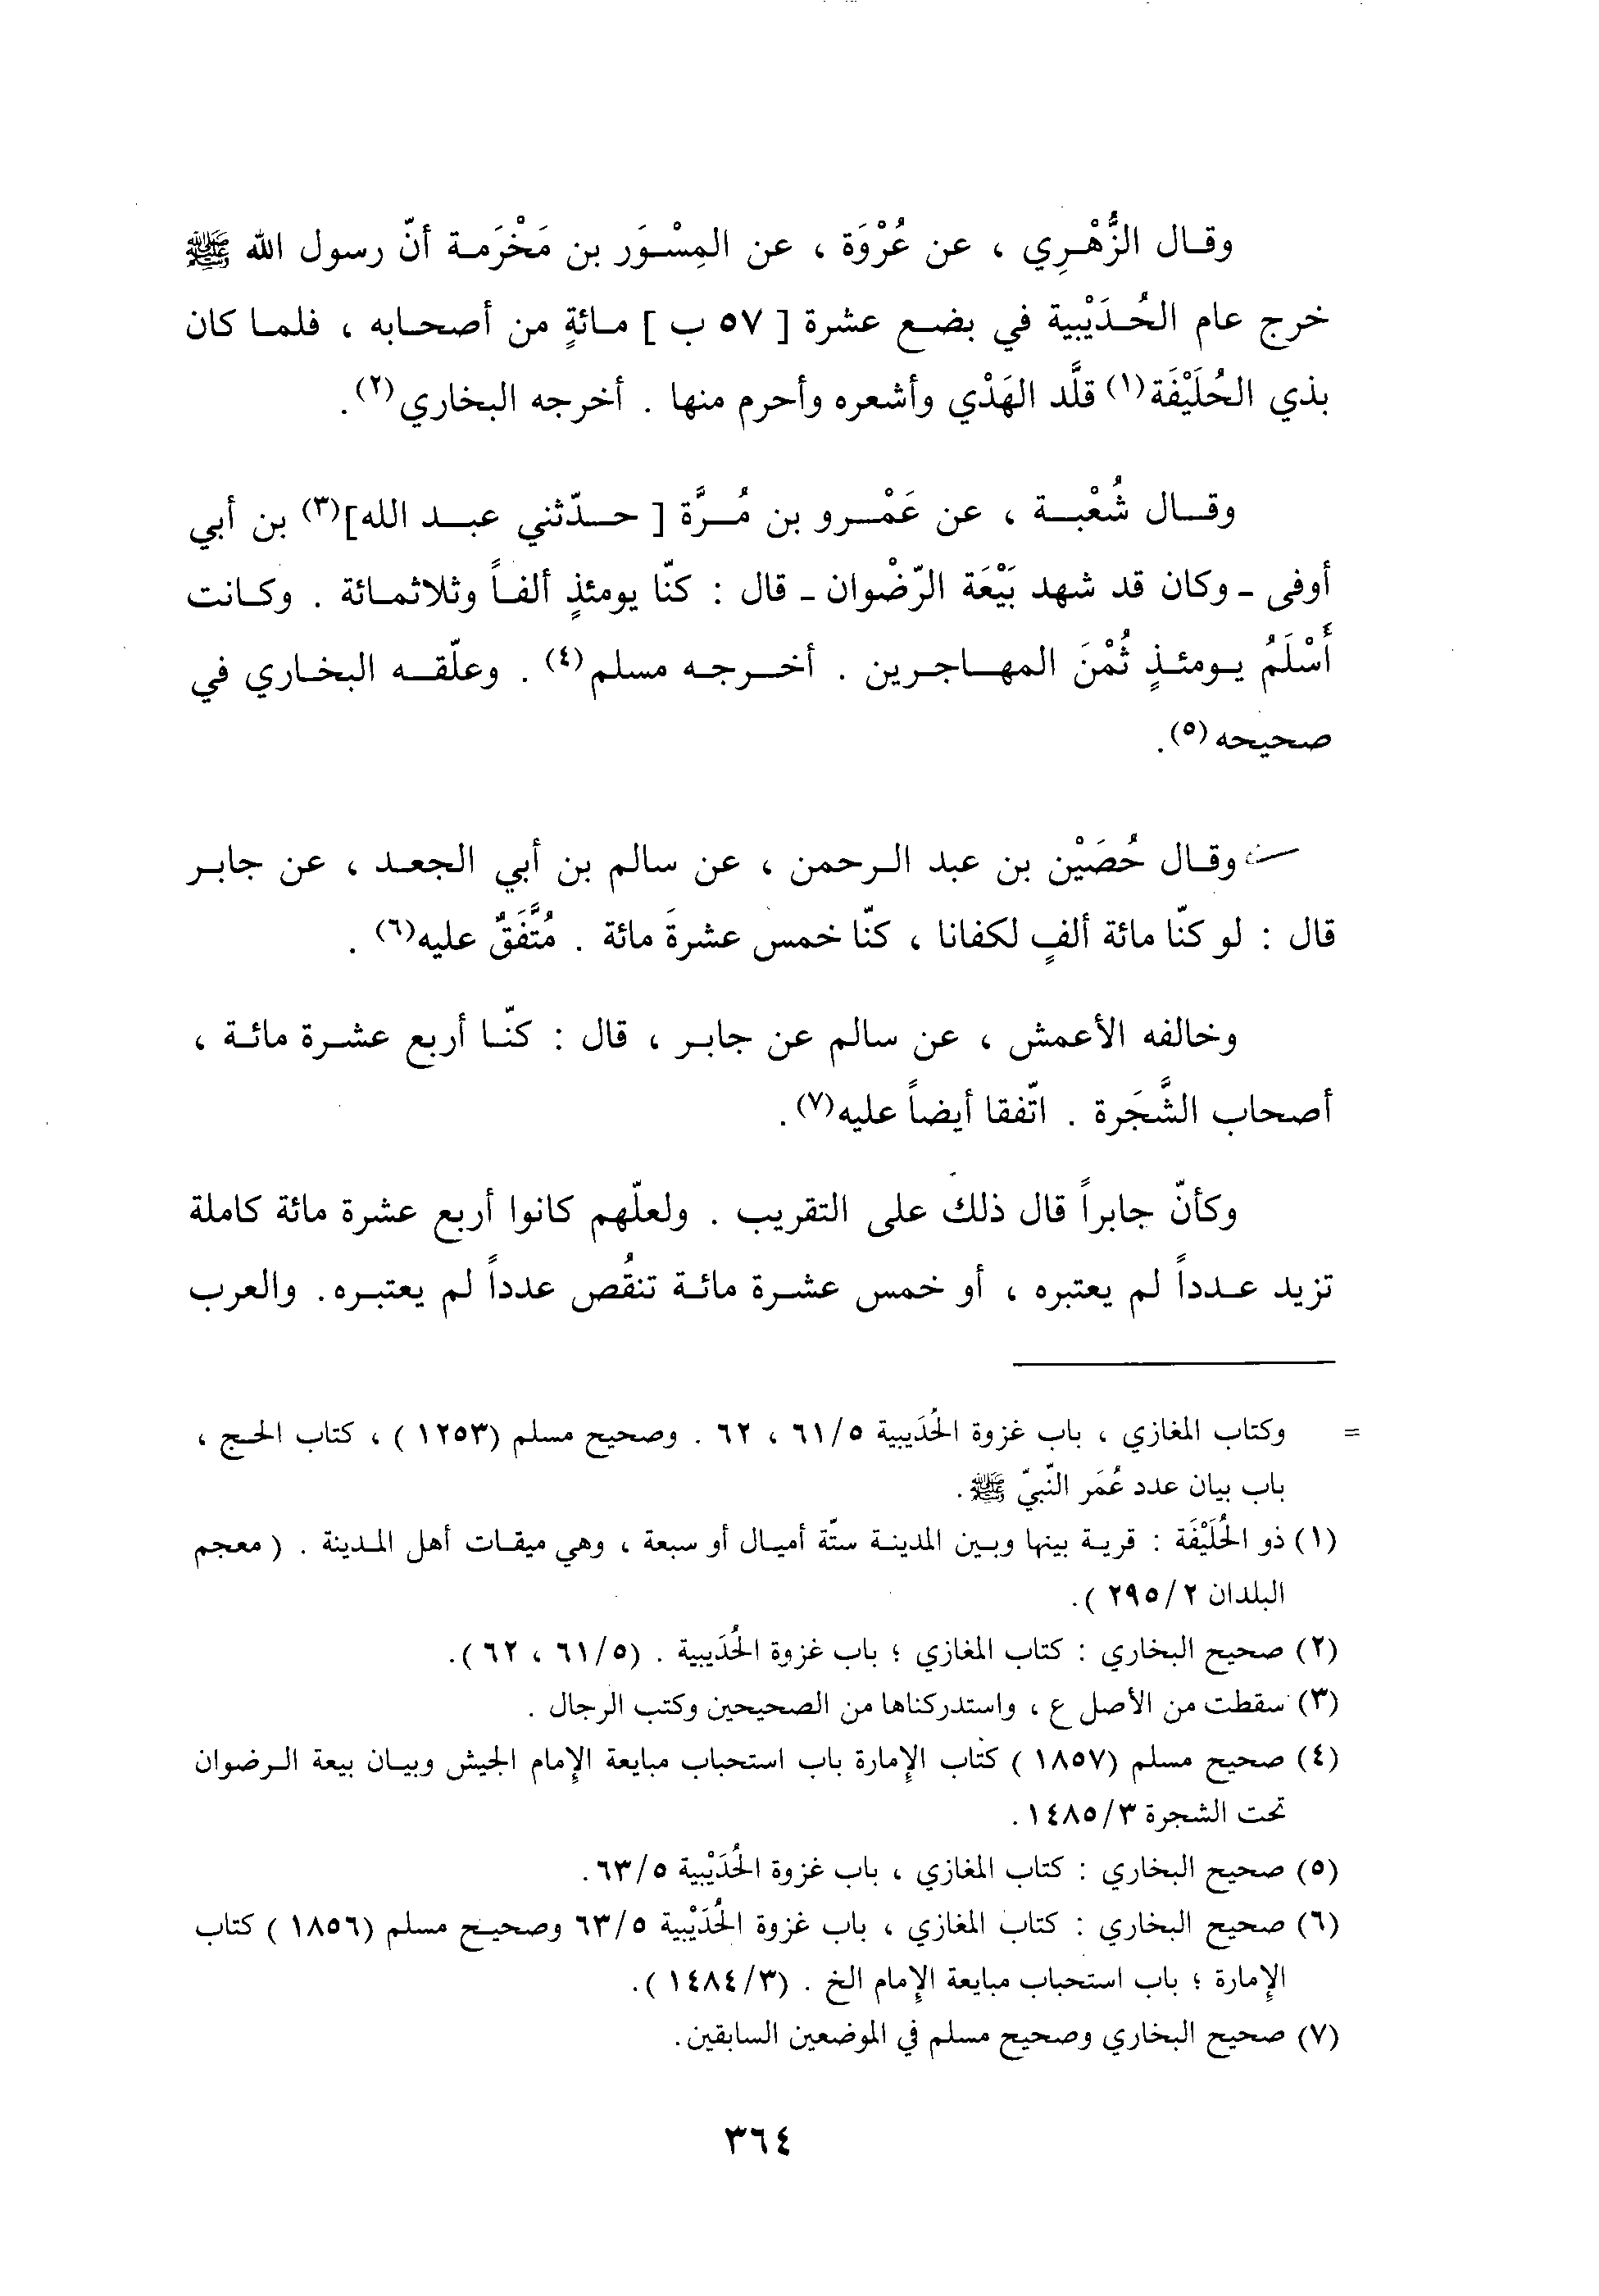 وقال الزُّهْرِي ، عن عُرْوَة ، عن المِسْوَر بن مَخْرَمة أنّ رسول الله ﷺ
خرج عام الحُدَيْبية في بضع عشرة [ ٥٧ ب ] مائةٍ من أصحابه ، فلما كان
بذي الحُلَيْفَة(١) قلَّد الهَدْي وأشعره وأحرم منها . أخرجه البخاري(٢) .
وقال شُعْبة ، عن عَمْرو بن مُرَّة [ حدّثني عبد الله](٣) بن أبي
أوفى ـ وكان قد شهد بَيْعَة الرّضْوان ـ قال : كنّا يومئذٍ ألفاً وثلاثمائة . وكانت
أَسْلَمُ يومئذٍ ثُمْنَ المهاجرين . أخرجه مسلم(٤) . وعلّقه البخاري في
صحيحه(٥) .
وقال حُصَيْن بن عبد الرحمن ، عن سالم بن أبي الجعد ، عن جابر
قال : لو كنّا مائة ألفٍ لكفانا ، كنّا خمس عشرةَ مائة . مُتَّفَقٌ عليه(٦) .
وخالفه الأعمش ، عن سالم عن جابر ، قال : كنّا أربع عشرة مائة ،
أصحاب الشَّجَرة . اتّفقا أيضاً عليه(٧) .
وكأنّ جابراً قال ذلك على التقريب . ولعلّهم كانوا أربع عشرة مائة كاملة
تزيد عدداً لم يعتبره ، أو خمس عشرة مائة تنقُص عدداً لم يعتبره . والعرب
= وكتاب المغازي ، باب غزوة الحُدَيبية ٦١/٥ ، ٦٢ . وصحيح مسلم (١٢٥٣ ) ، كتاب الحج ،
باب بيان عدد عُمَر النّبيّ ﷺ .
(١) ذو الحُلَيْفَة : قرية بينها وبين المدينة ستّة أميال أو سبعة ، وهي ميقات أهل المدينة . ( معجم
البلدان ٢٩٥/٢ ) .
(٢) صحيح البخاري : كتاب المغازي ؛ باب غزوة الحُدَيبية . (٦١/٥ ، ٦٢ ) .
(٣) سقطت من الأصل ع ، واستدركناها من الصحيحين وكتب الرجال .
(٤) صحيح مسلم (١٨٥٧ ) كتاب الإمارة باب استحباب مبايعة الإمام الجيش وبيان بيعة الرضوان
تحت الشجرة ١٤٨٥/٣ .
(٥) صحيح البخاري : كتاب المغازي ، باب غزوة الحُدَيْبية ٦٣/٥ .
(٦) صحيح البخاري : كتاب المغازي ، باب غزوة الحُدَيْبية ٦٣/٥ وصحيح مسلم (١٨٥٦ ) كتاب
الإمارة ؛ باب استحباب مبايعة الإمام الخ . (١٤٨٤/٣ ) .
(٧) صحيح البخاري وصحيح مسلم في الموضعين السابقين .
٣٦٤